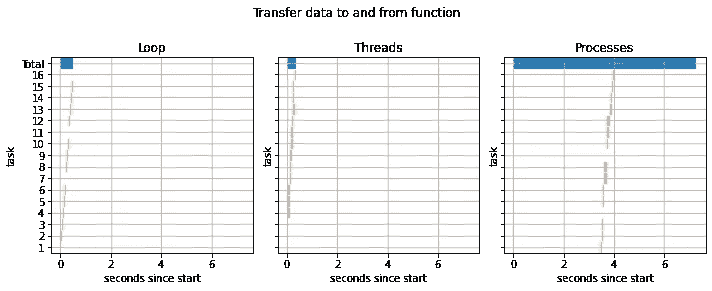 Transfer data to and from function
Loop
Threads
Processes
Total
16
15
14
13
12
11
10
9
8
7
6
5
4
3
2
1
task
task
task
0 2 4 6
0 2 4 6
0 2 4 6
seconds since start
seconds since start
seconds since start